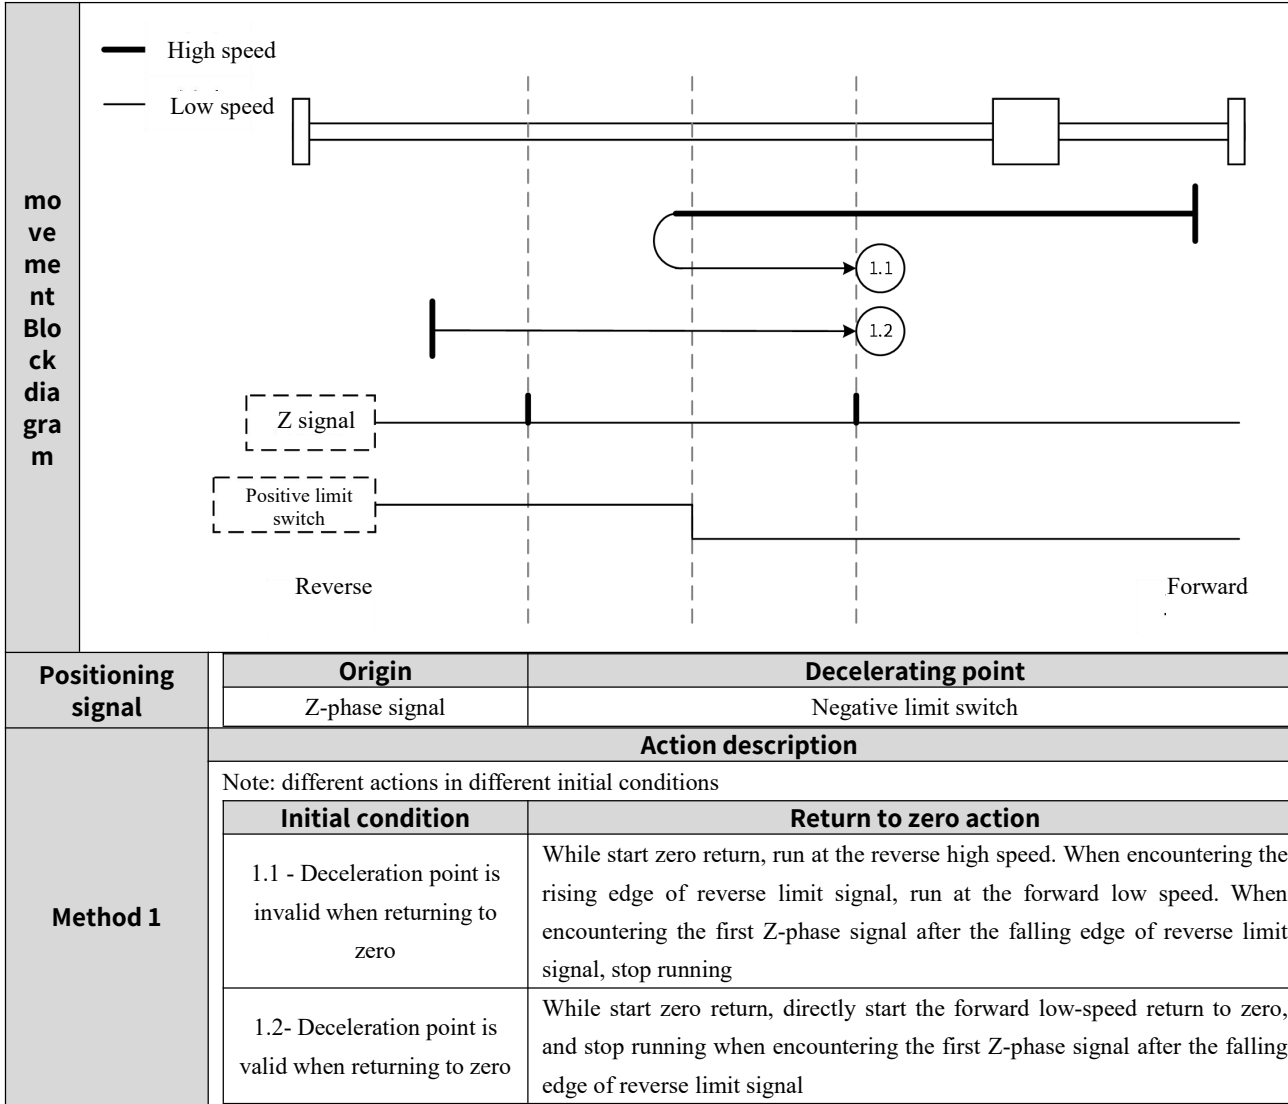 High speed
Low speed
mo
ve
me
nt
Blo
ck
dia
gra
m
1.1
1.2
Z signal
Positive limit
switch
Reverse
Forward
Positioning
signal
Origin
Decelerating point
Z-phase signal
Negative limit switch
Method 1
Action description
Note: different actions in different initial conditions
Initial condition
Return to zero action
1.1 - Deceleration point is
invalid when returning to
zero
While start zero return, run at the reverse high speed. When encountering the
rising edge of reverse limit signal, run at the forward low speed. When
encountering the first Z-phase signal after the falling edge of reverse limit
signal, stop running
1.2- Deceleration point is
valid when returning to zero
While start zero return, directly start the forward low-speed return to zero,
and stop running when encountering the first Z-phase signal after the falling
edge of reverse limit signal